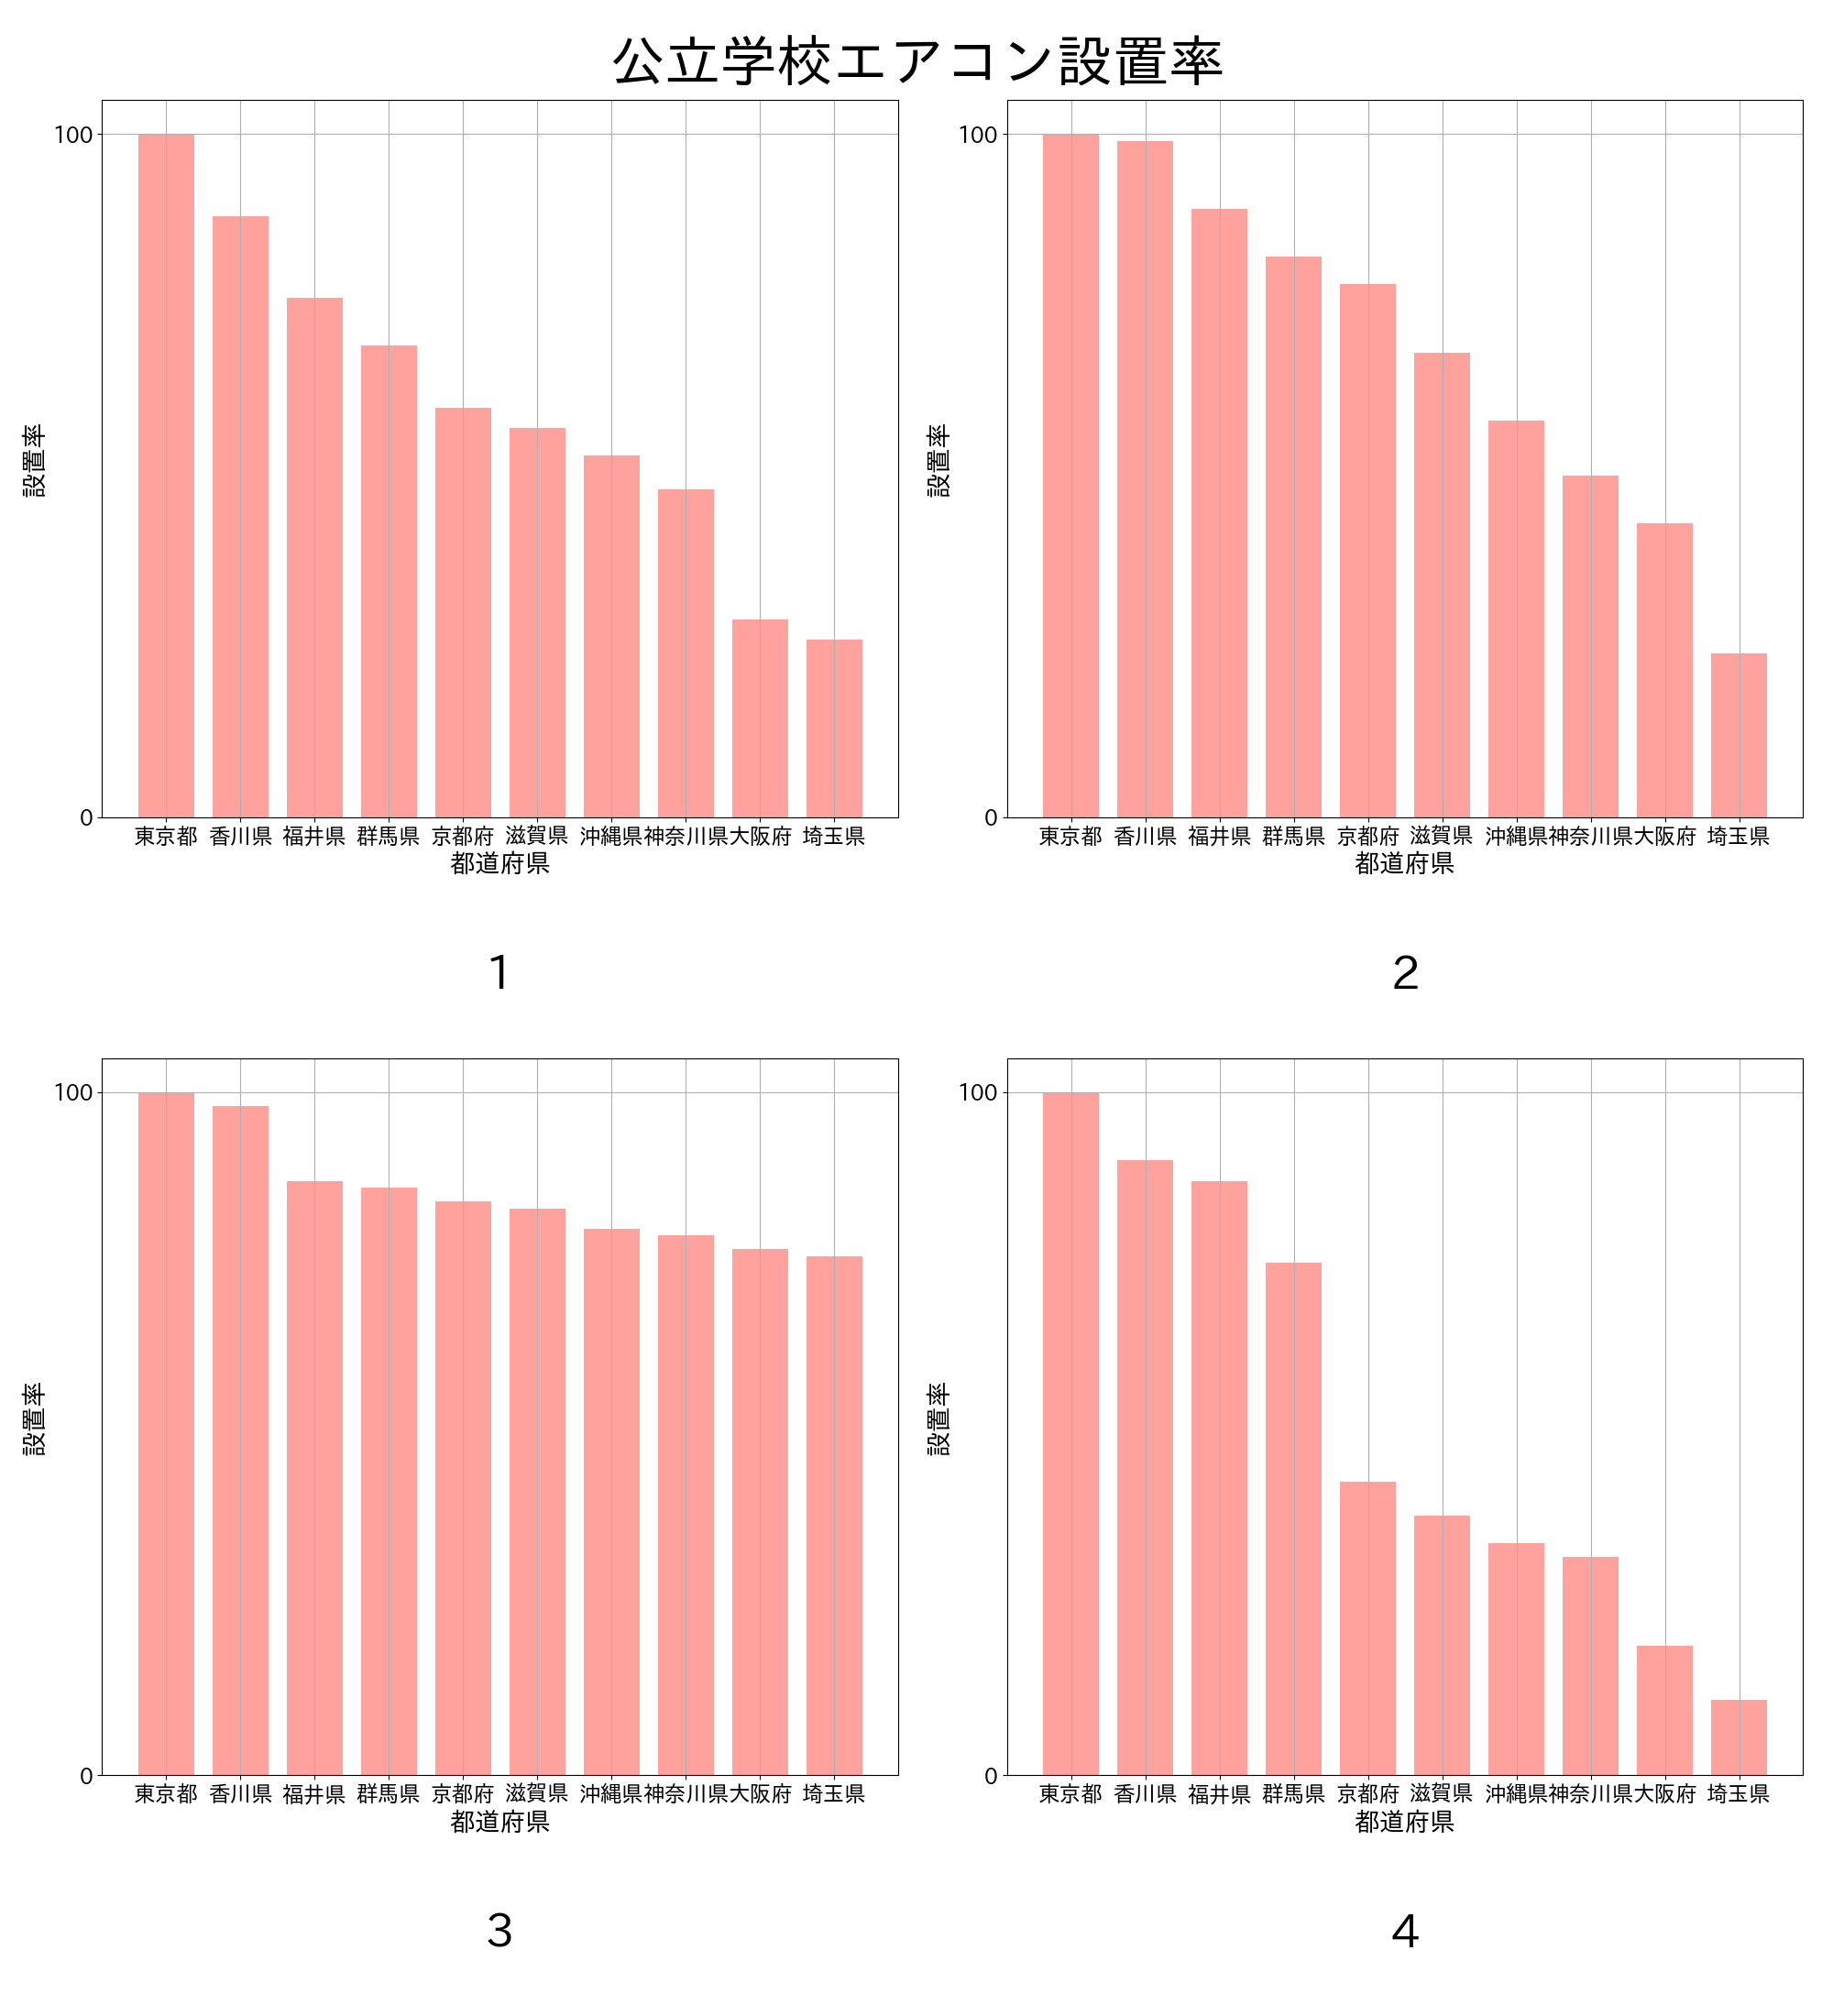 公立学校エアコン設置率
100
設置率
0
東京都 香川県 福井県 群馬県 京都府 滋賀県 沖縄県 神奈川県 大阪府 埼玉県
都道府県
1
100
設置率
0
東京都 香川県 福井県 群馬県 京都府 滋賀県 沖縄県 神奈川県 大阪府 埼玉県
都道府県
2
100
設置率
0
東京都 香川県 福井県 群馬県 京都府 滋賀県 沖縄県 神奈川県 大阪府 埼玉県
都道府県
3
100
設置率
0
東京都 香川県 福井県 群馬県 京都府 滋賀県 沖縄県 神奈川県 大阪府 埼玉県
都道府県
4